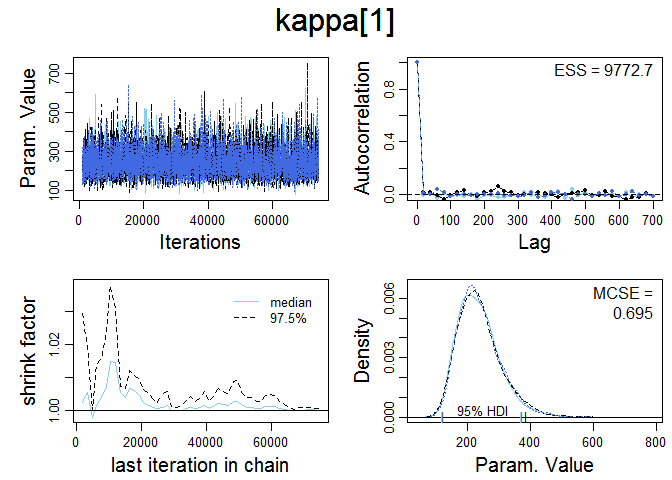 kappa[1]
Param. Value
100
300
500
700
0
20000
40000
60000
Iterations
Autocorrelation
0.0
0.4
0.8
ESS = 9772.7
0
100
200
300
400
500
600
700
Lag
shrink factor
1.00
1.02
median
97.5%
0
20000
40000
60000
last iteration in chain
Density
0.000
0.003
0.006
MCSE =
0.695
95% HDI
200
400
600
800
Param. Value